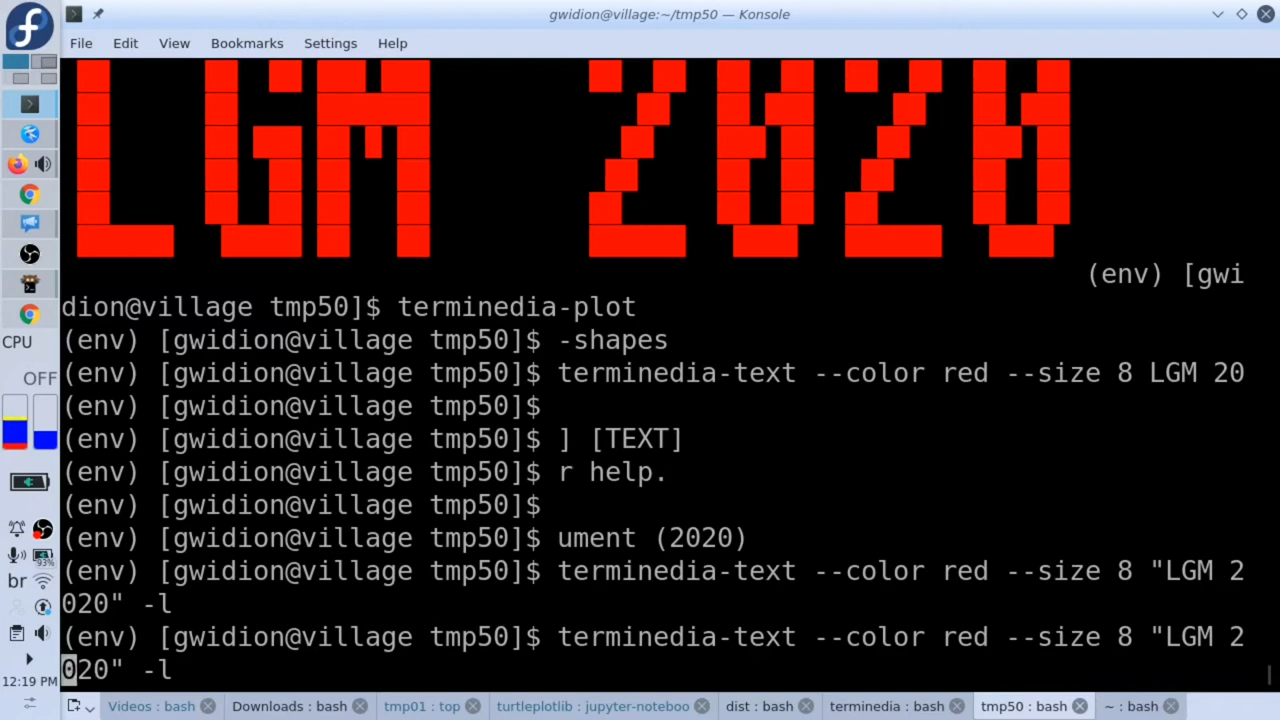 gwidion@village:~/tmp50 — Konsole
File Edit View Bookmarks Settings Help
LGM 2020
(env) [gwi
dion@village tmp50]$ terminedia-plot
(env) [gwidion@village tmp50]$ -shapes
(env) [gwidion@village tmp50]$ terminedia-text --color red --size 8 LGM 20
(env) [gwidion@village tmp50]$
(env) [gwidion@village tmp50]$ ] [TEXT]
(env) [gwidion@village tmp50]$ r help.
(env) [gwidion@village tmp50]$
(env) [gwidion@village tmp50]$ ument (2020)
(env) [gwidion@village tmp50]$ terminedia-text --color red --size 8 "LGM 2
020" -l
(env) [gwidion@village tmp50]$ terminedia-text --color red --size 8 "LGM 2
020" -l
CPU
OFF
93%
br
12:19 PM
Videos : bash Downloads : bash tmp01 : top turtleplotlib : jupyter-noteboo dist : bash terminedia : bash tmp50 : bash ~ : bash